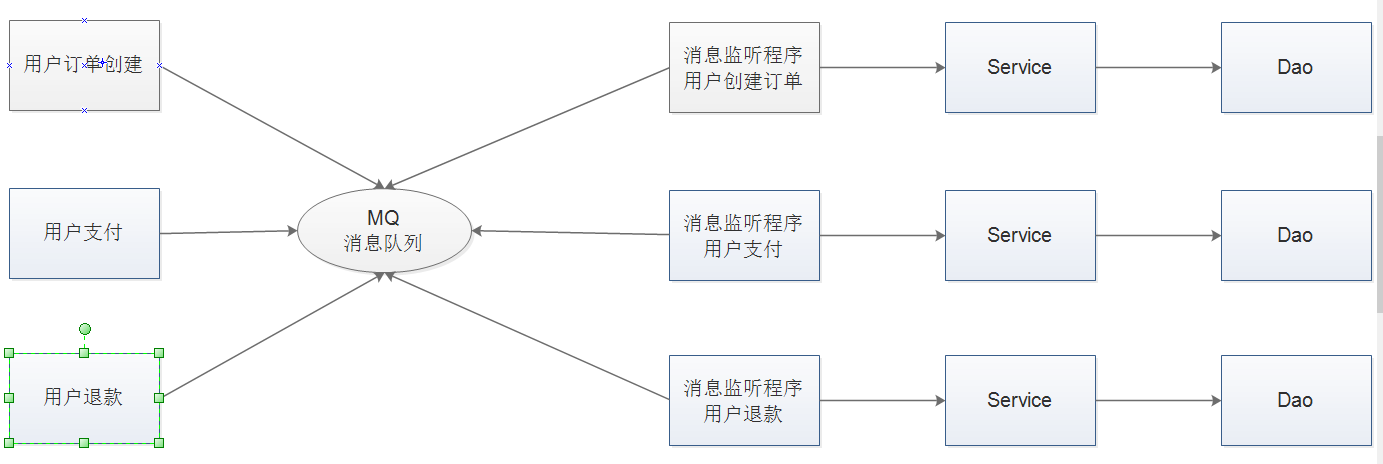 用户订单创建
消息监听程序
用户创建订单
Service
Dao
用户支付
MQ
消息队列
消息监听程序
用户支付
Service
Dao
用户退款
消息监听程序
用户退款
Service
Dao